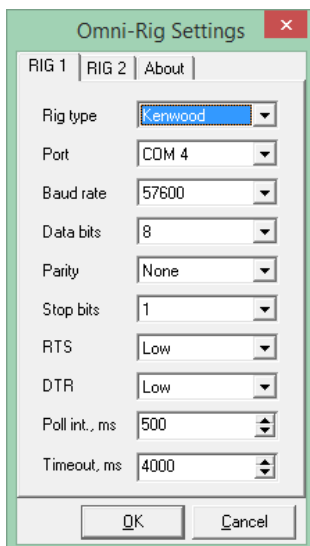 Omni-Rig Settings
RIG 1 RIG 2 About
Rig type Kenwood
Port COM 4
Baud rate 57600
Data bits 8
Parity None
Stop bits 1
RTS Low
DTR Low
Poll int., ms 500
Timeout, ms 4000
OK Cancel